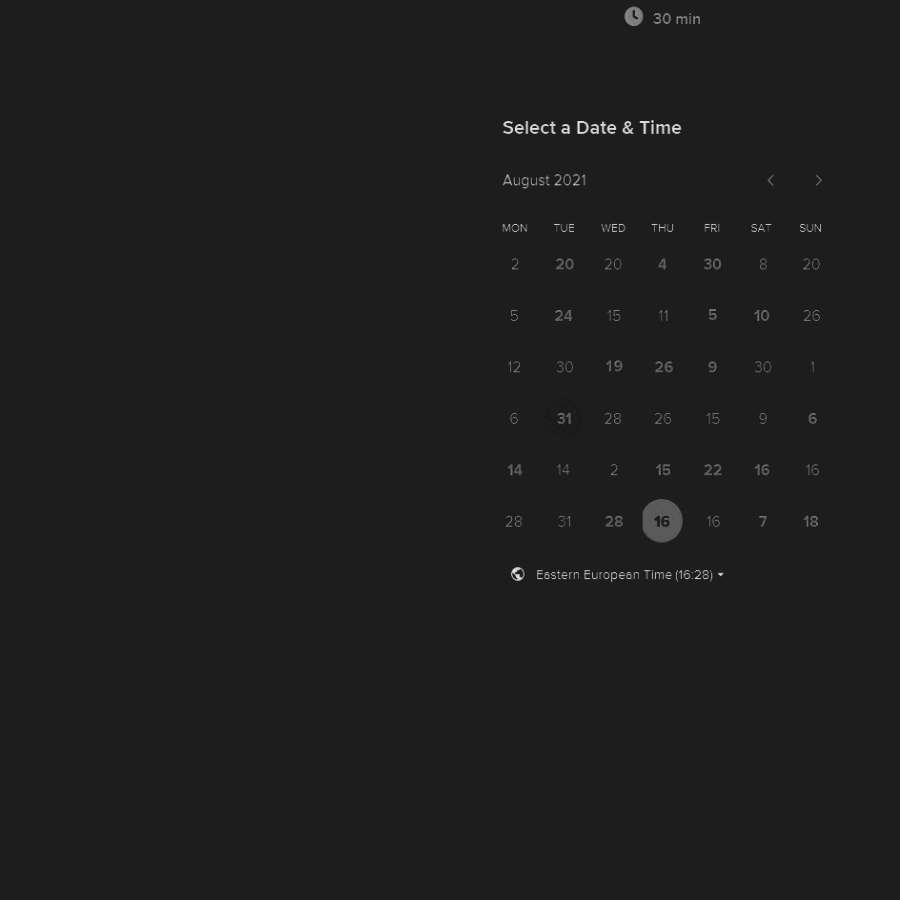 30 min
Select a Date & Time
August 2021
MON TUE WED THU FRI SAT SUN
2 20 20 4 30 8 20
5 24 15 11 5 10 26
12 30 19 26 9 30 1
6 31 28 26 15 9 6
14 14 2 15 22 16 16
28 31 28 16 16 7 18
Eastern European Time (16:28)